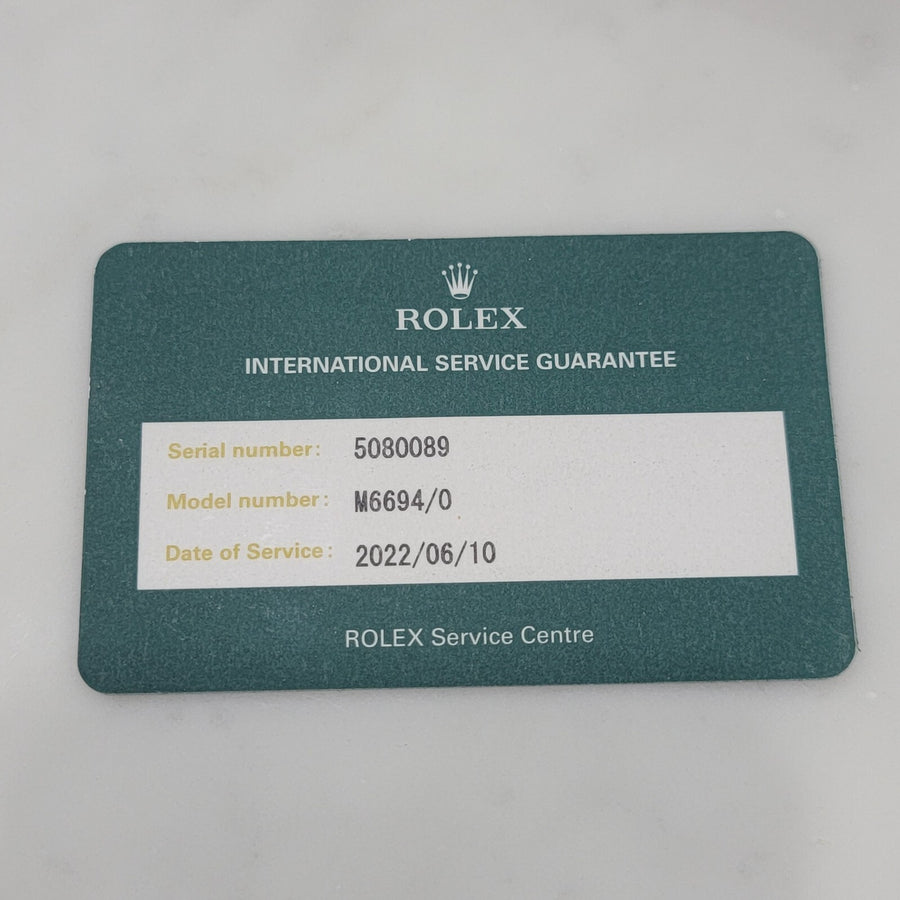 ROLEX
INTERNATIONAL SERVICE GUARANTEE
Serial number: 5080089
Model number: M6694/0
Date of Service: 2022/06/10
ROLEX Service Centre